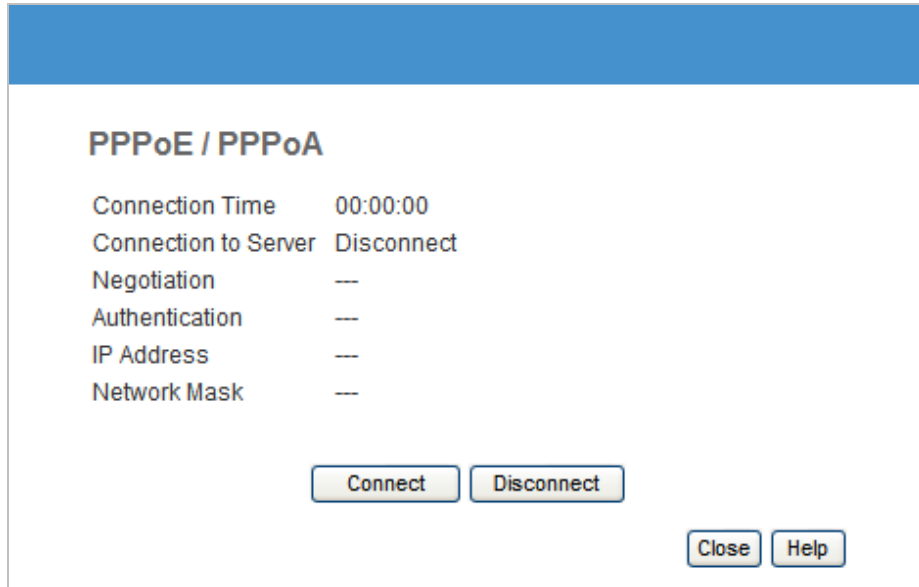 PPPoE / PPPoA
Connection Time 00:00:00
Connection to Server Disconnect
Negotiation ---
Authentication ---
IP Address ---
Network Mask ---
Connect Disconnect
Close Help